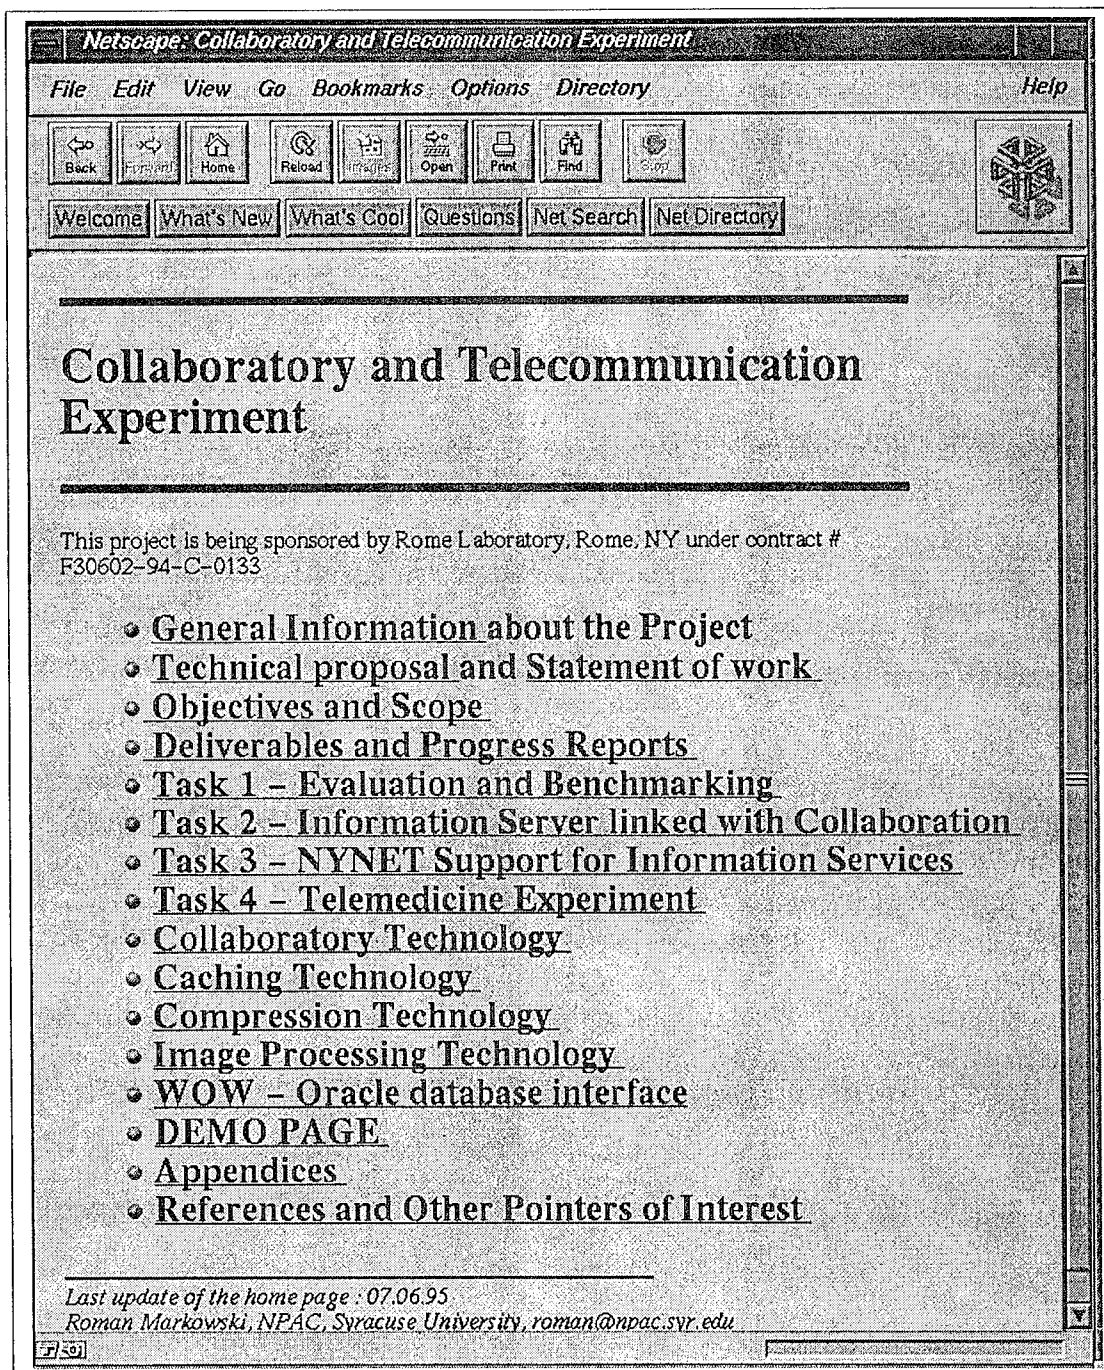 Netscape: Collaboratory and Telecommunication Experiment
File Edit View Go Bookmarks Options Directory Help
Back Forward Home Reload Images Open Print Find Stop
Welcome What's New What's Cool Questions Net Search Net Directory
Collaboratory and Telecommunication
Experiment
This project is being sponsored by Rome Laboratory, Rome, NY under contract #
F30602-94-C-0133
General Information about the Project
Technical proposal and Statement of work
Objectives and Scope
Deliverables and Progress Reports
Task 1 – Evaluation and Benchmarking
Task 2 – Information Server linked with Collaboration
Task 3 – NYNET Support for Information Services
Task 4 – Telemedicine Experiment
Collaboratory Technology
Caching Technology
Compression Technology
Image Processing Technology
WOW – Oracle database interface
DEMO PAGE
Appendices
References and Other Pointers of Interest
Last update of the home page : 07.06.95
Roman Markowski, NPAC, Syracuse University, roman@npac.syr.edu